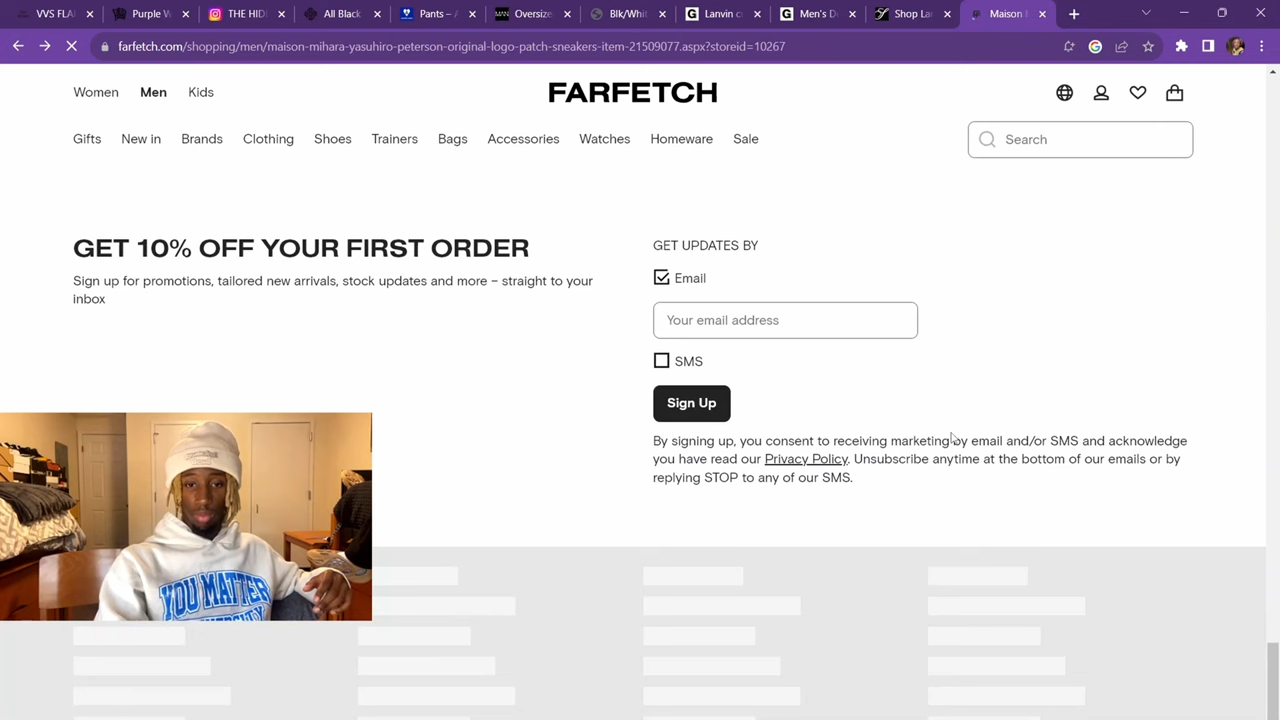 VVS FLA
Purple W
THE HID
All Black
Pants – A
Oversize
Blk/Whit
Lanvin c
Men's D
Shop La
Maison M
farfetch.com/shopping/men/maison-mihara-yasuhiro-peterson-original-logo-patch-sneakers-item-21509077.aspx?storeid=10267
Women Men Kids
FARFETCH
Gifts New in Brands Clothing Shoes Trainers Bags Accessories Watches Homeware Sale
Search
GET 10% OFF YOUR FIRST ORDER
Sign up for promotions, tailored new arrivals, stock updates and more – straight to your
inbox
GET UPDATES BY
Email
Your email address
SMS
Sign Up
By signing up, you consent to receiving marketing by email and/or SMS and acknowledge
you have read our Privacy Policy. Unsubscribe anytime at the bottom of our emails or by
replying STOP to any of our SMS.
YOU MATTER